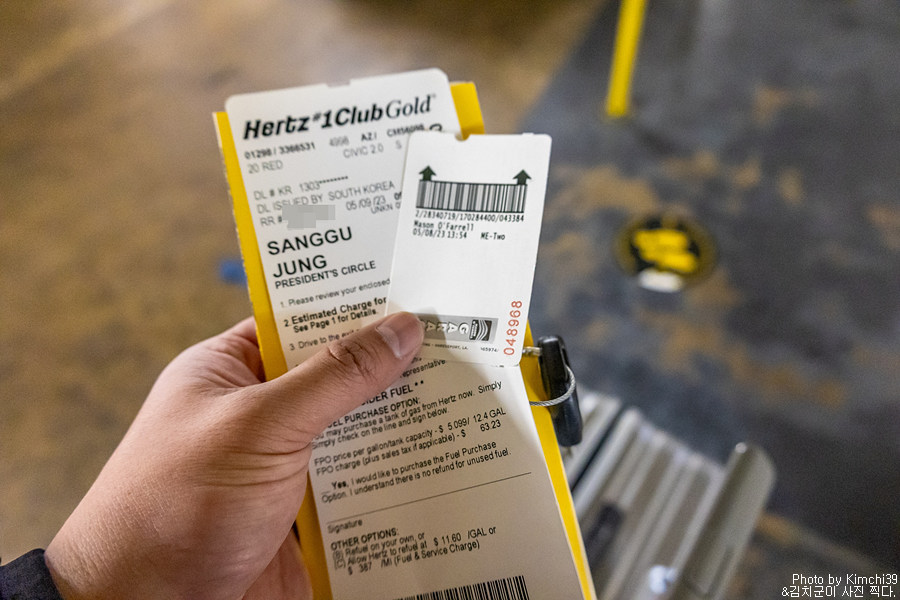 Hertz #1 Club Gold®
01298 / 3366531 4998 AZ /
20 RED CIVIC 2.0 S
DL # KR 1303********
DL ISSUED BY SOUTH KOREA
RR # 05/09/23
UNKN
SANGGU
JUNG
PRESIDENT'S CIRCLE
1. Please review your enclosed
2. Estimated Charge for
See Page 1 for Details.
3. Drive to the
2/28340719/170284400/043384
Mason O'Farrell
05/08/23 13:54 ME-Two
048968
representative
FUEL**
PURCHASE OPTION:
may purchase a tank of gas from Hertz now. Simply
check on the line and sign below.
FPO price per gallon/tank capacity - $ 5.099/ 12.4 GAL
FPO charge (plus sales tax if applicable) - $ 63.23
Yes, I would like to purchase the Fuel Purchase
Option. I understand there is no refund for unused fuel.
Signature
OTHER OPTIONS:
(B) Refuel on your own, or
(C) Allow Hertz to refuel at $ 11.60 /GAL or
$ .387 /MI (Fuel & Service Charge)
Photo by Kimchi39
&김치군이 사진 찍다.